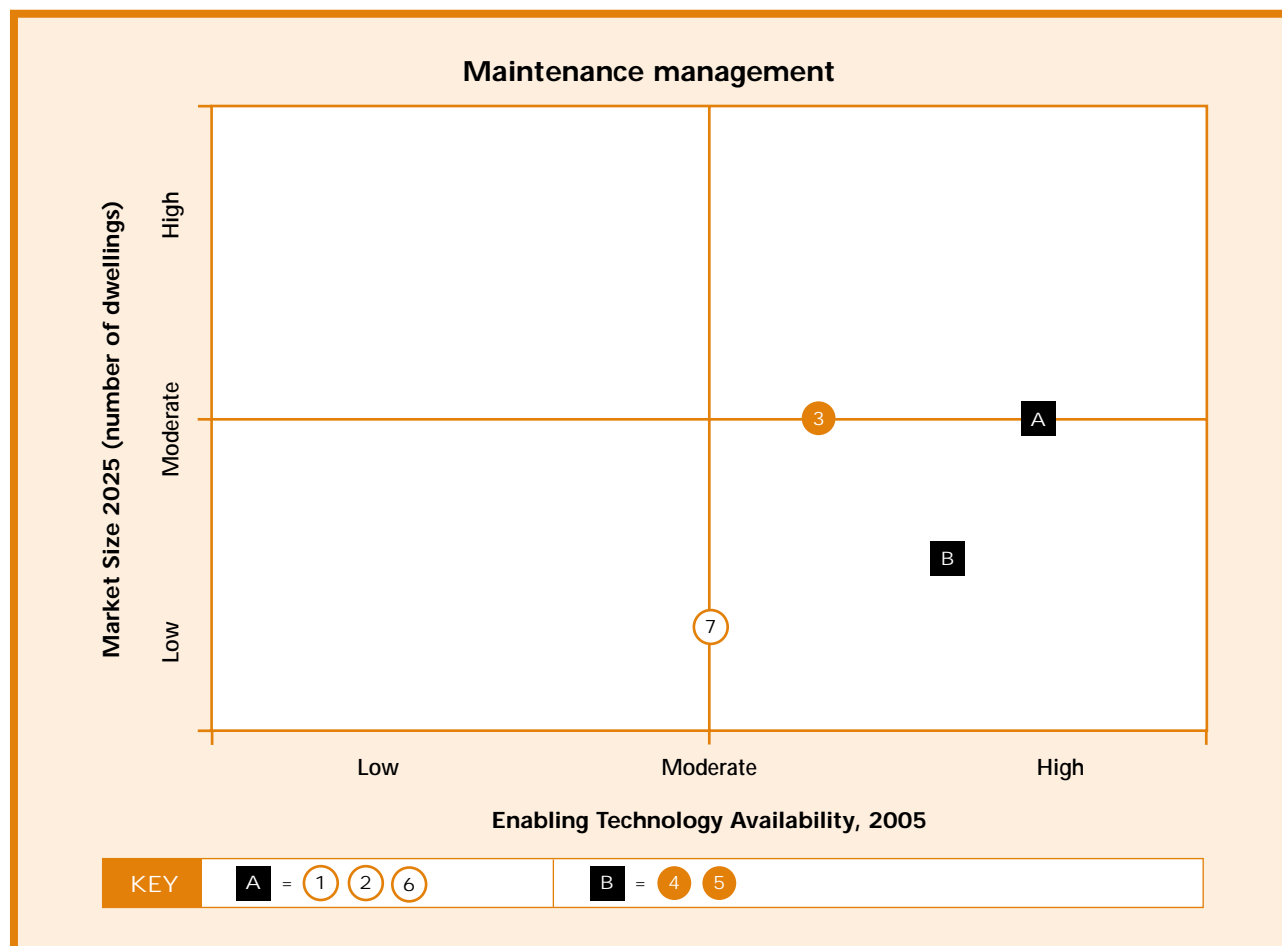 Maintenance management
Market Size 2025 (number of dwellings)
High
Moderate
Low
3
A
B
7
Low Moderate High
Enabling Technology Availability, 2005
KEY A = 1 2 6 B = 4 5